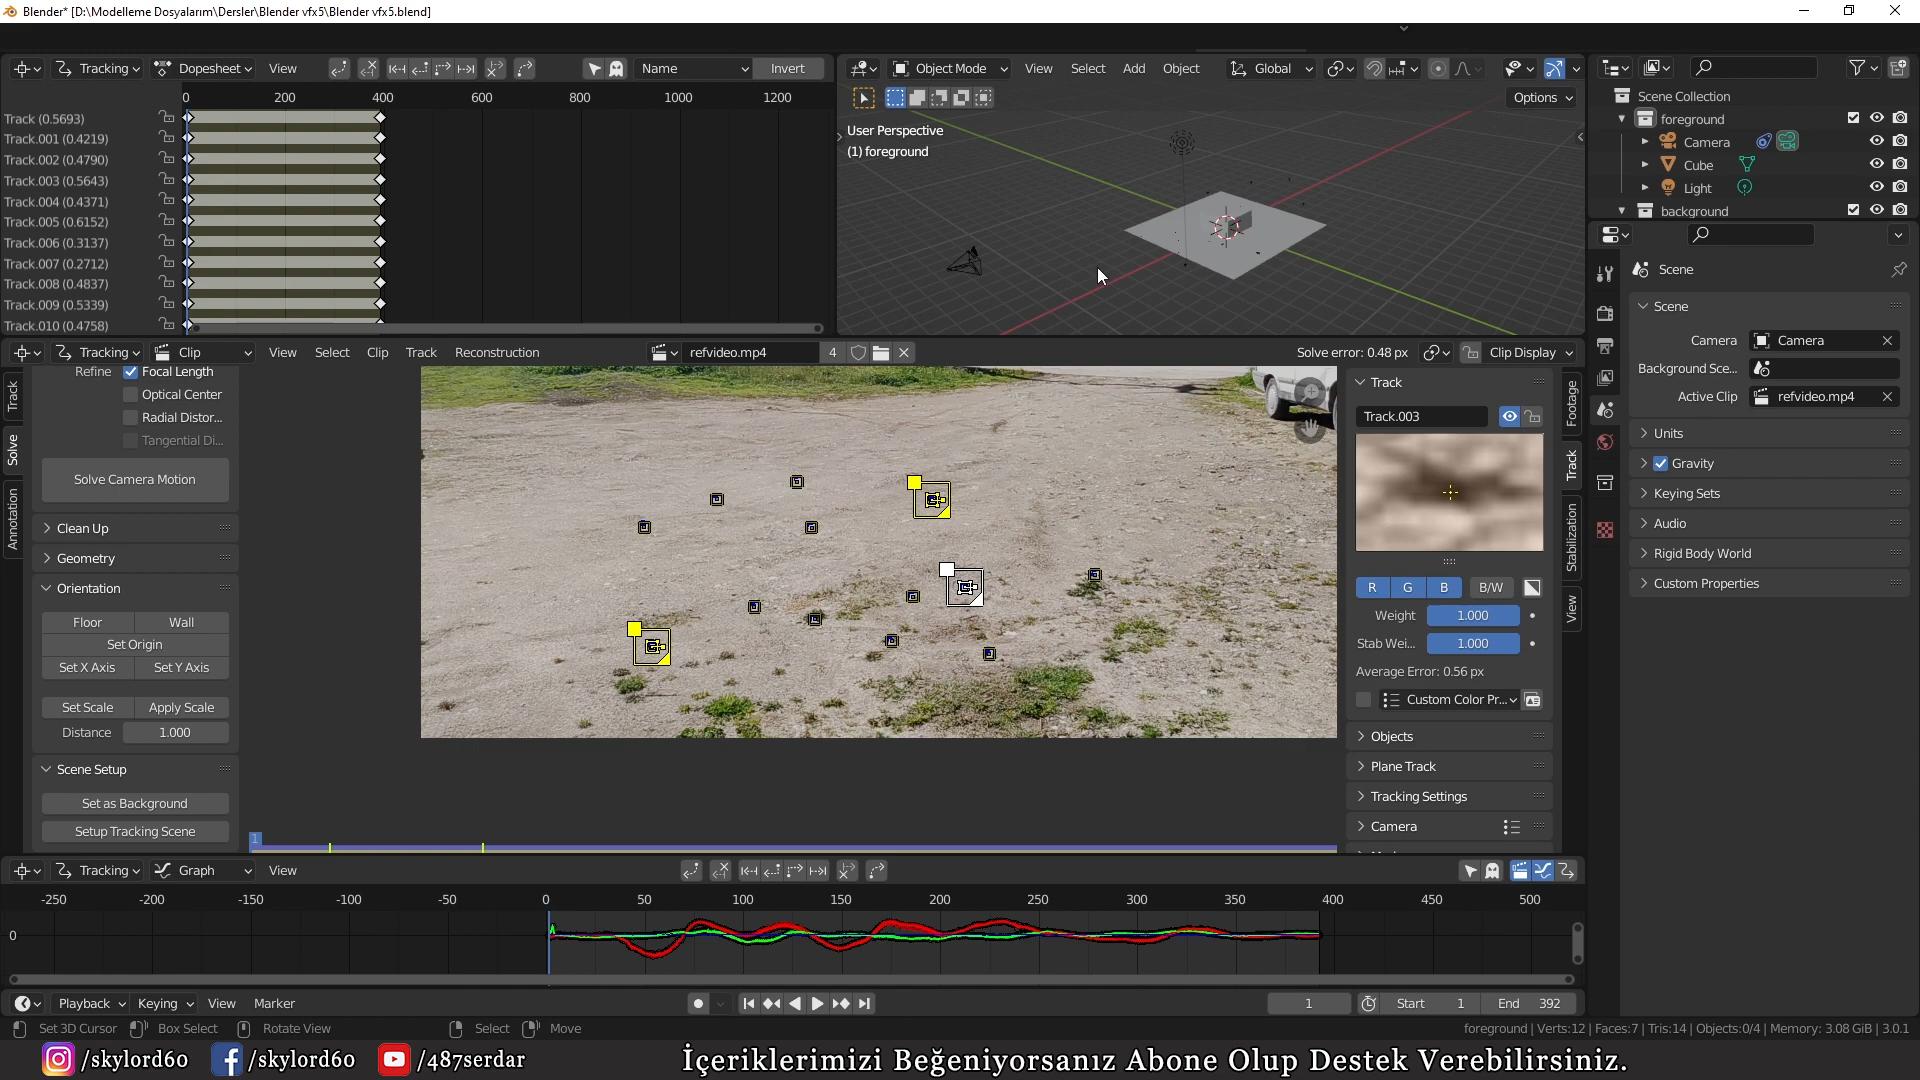 Blender* [D:\Modelleme Dosyalarım\Dersler\Blender vfx5\Blender vfx5.blend]
Tracking Dopesheet View Name Invert
0 200 400 600 800 1000 1200
Track (0.5693)
Track.001 (0.4219)
Track.002 (0.4790)
Track.003 (0.5643)
Track.004 (0.4371)
Track.005 (0.6152)
Track.006 (0.3137)
Track.007 (0.2712)
Track.008 (0.4837)
Track.009 (0.5339)
Track.010 (0.4758)
Object Mode View Select Add Object Global
Options
User Perspective
(1) foreground
Scene Collection
foreground
Camera
Cube
Light
background
Scene
Scene
Camera Camera
Background Sce...
Active Clip refvideo.mp4
Units
Gravity
Keying Sets
Audio
Rigid Body World
Custom Properties
Tracking Clip View Select Clip Track Reconstruction refvideo.mp4 4 Solve error: 0.48 px Clip Display
Track
Solve
Annotation
Refine Focal Length
Optical Center
Radial Distor...
Tangential Di...
Solve Camera Motion
Clean Up
Geometry
Orientation
Floor Wall
Set Origin
Set X Axis Set Y Axis
Set Scale Apply Scale
Distance 1.000
Scene Setup
Set as Background
Setup Tracking Scene
1
Track
Track.003
R G B B/W
Weight 1.000
Stab Wei... 1.000
Average Error: 0.56 px
Custom Color Pr...
Objects
Plane Track
Tracking Settings
Camera
Footage
Track
Stabilization
View
Tracking Graph View
-250 -200 -150 -100 -50 0 50 100 150 200 250 300 350 400 450 500
0
Playback Keying View Marker 1 Start 1 End 392
Set 3D Cursor Box Select Rotate View Select Move foreground | Verts:12 | Faces:7 | Tris:14 | Objects:0/4 | Memory: 3.08 GiB | 3.0.1
/skylord60 /skylord60 /487serdar İçeriklerimizi Beğeniyorsanız Abone Olup Destek Verebilirsiniz.